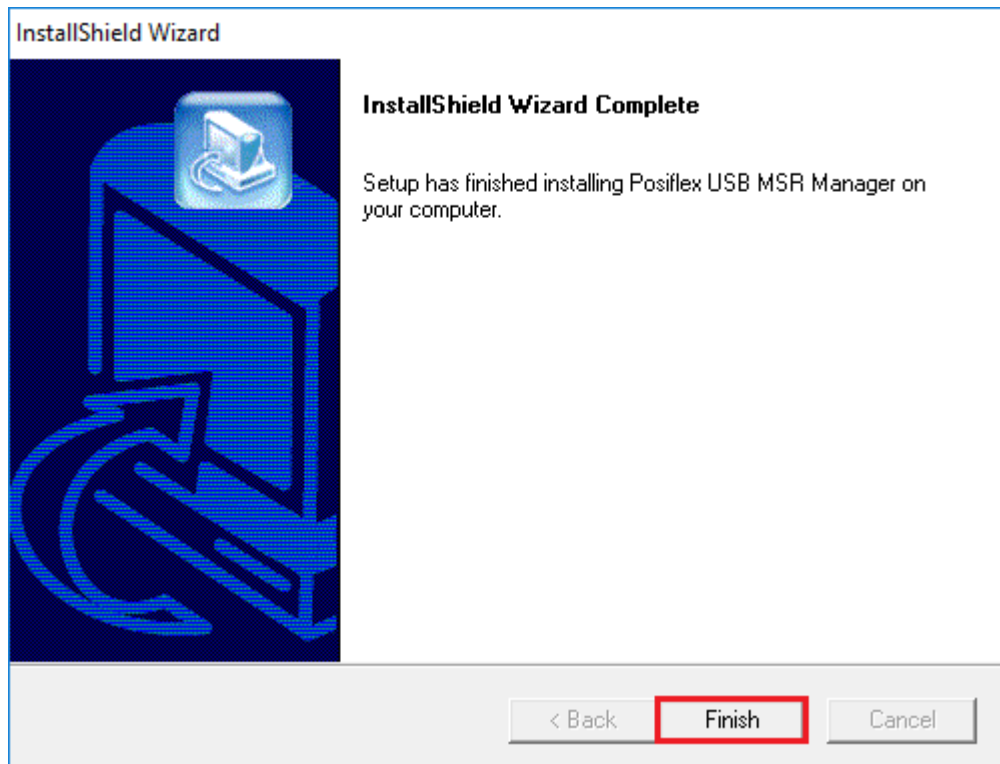 InstallShield Wizard
InstallShield Wizard Complete
Setup has finished installing Posiflex USB MSR Manager on
your computer.
< Back
Finish
Cancel